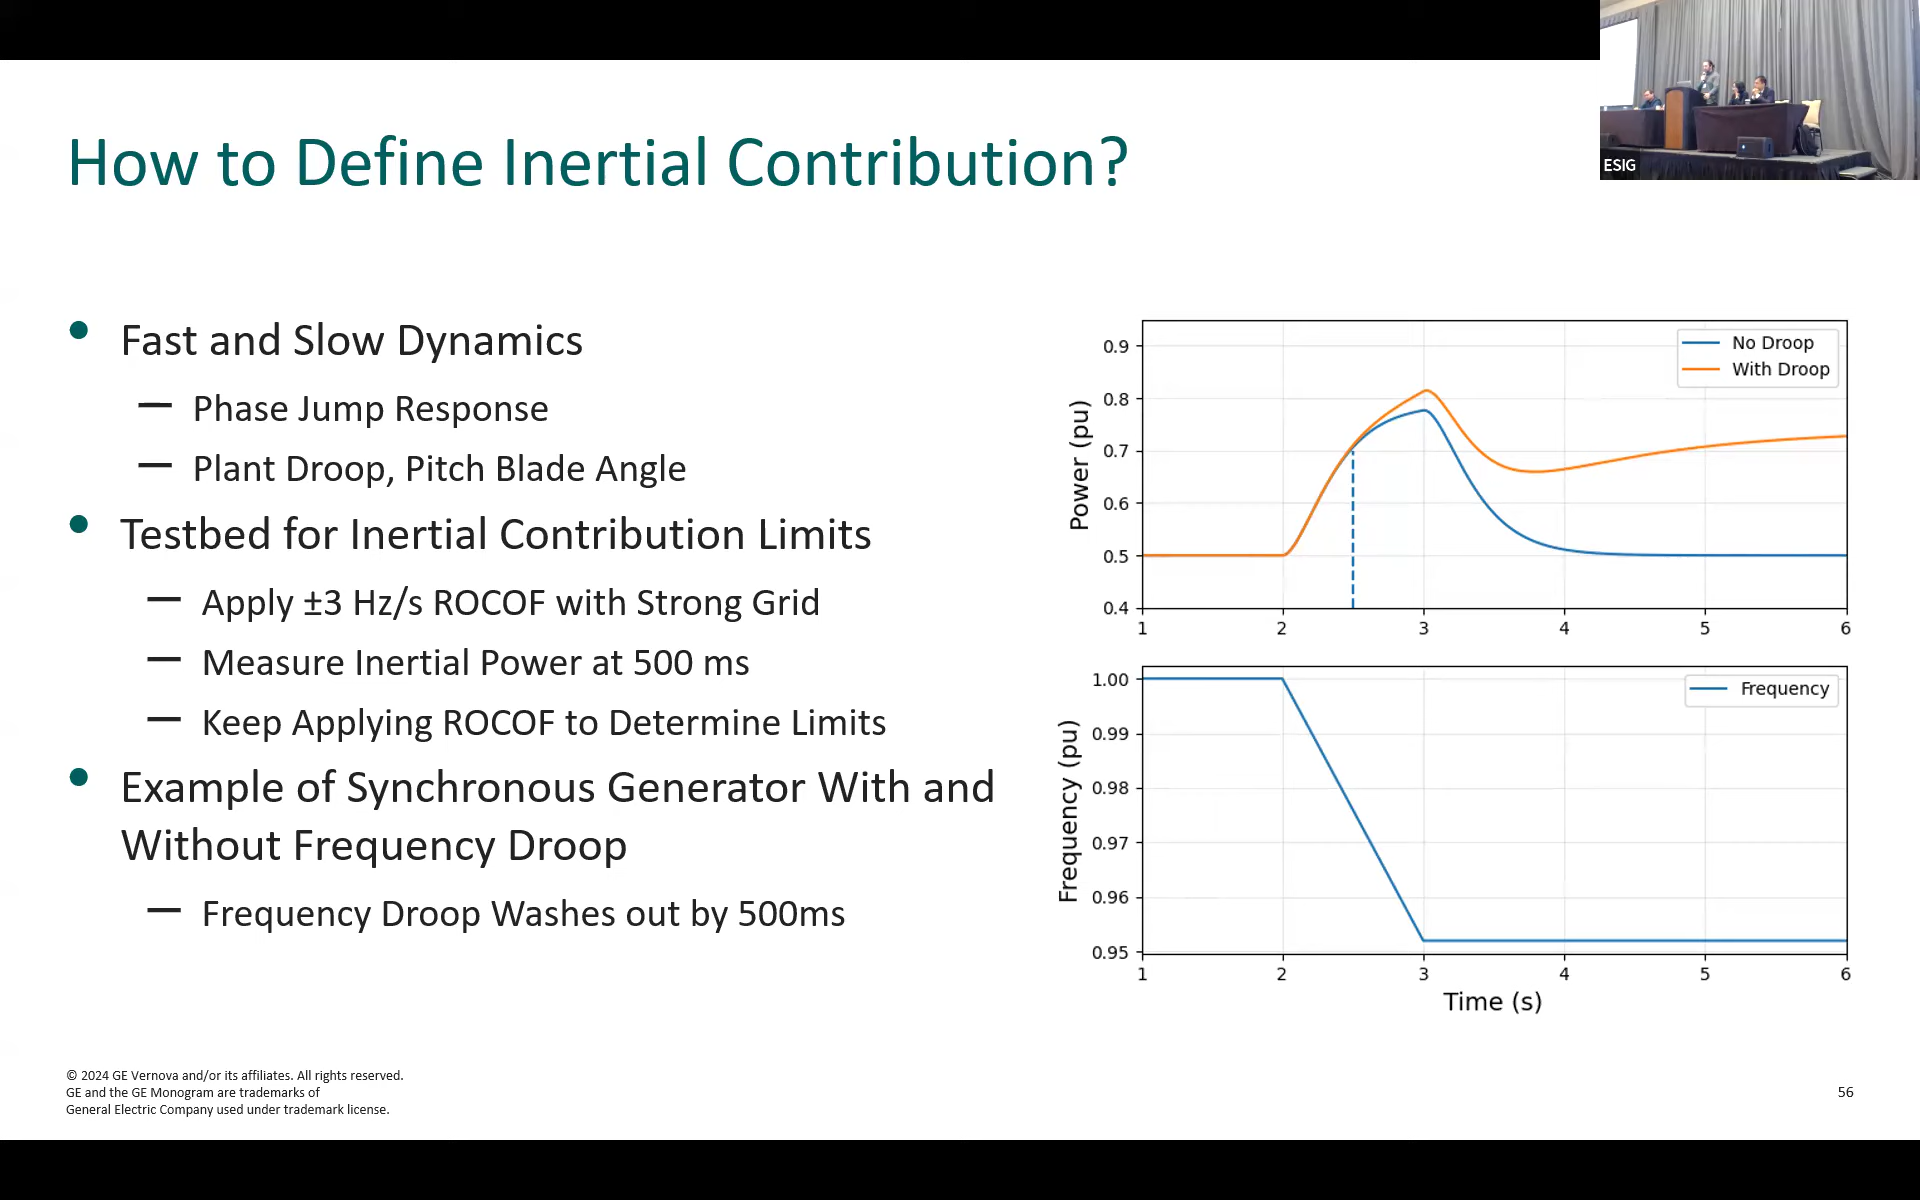 ESIG
How to Define Inertial Contribution?
• Fast and Slow Dynamics
— Phase Jump Response
— Plant Droop, Pitch Blade Angle
• Testbed for Inertial Contribution Limits
— Apply ±3 Hz/s ROCOF with Strong Grid
— Measure Inertial Power at 500 ms
— Keep Applying ROCOF to Determine Limits
• Example of Synchronous Generator With and
Without Frequency Droop
— Frequency Droop Washes out by 500ms
Power (pu)
0.9
0.8
0.7
0.6
0.5
0.4
No Droop
With Droop
1 2 3 4 5 6
Frequency (pu)
1.00
0.99
0.98
0.97
0.96
0.95
Frequency
1 2 3 4 5 6
Time (s)
© 2024 GE Vernova and/or its affiliates. All rights reserved.
GE and the GE Monogram are trademarks of
General Electric Company used under trademark license.
56